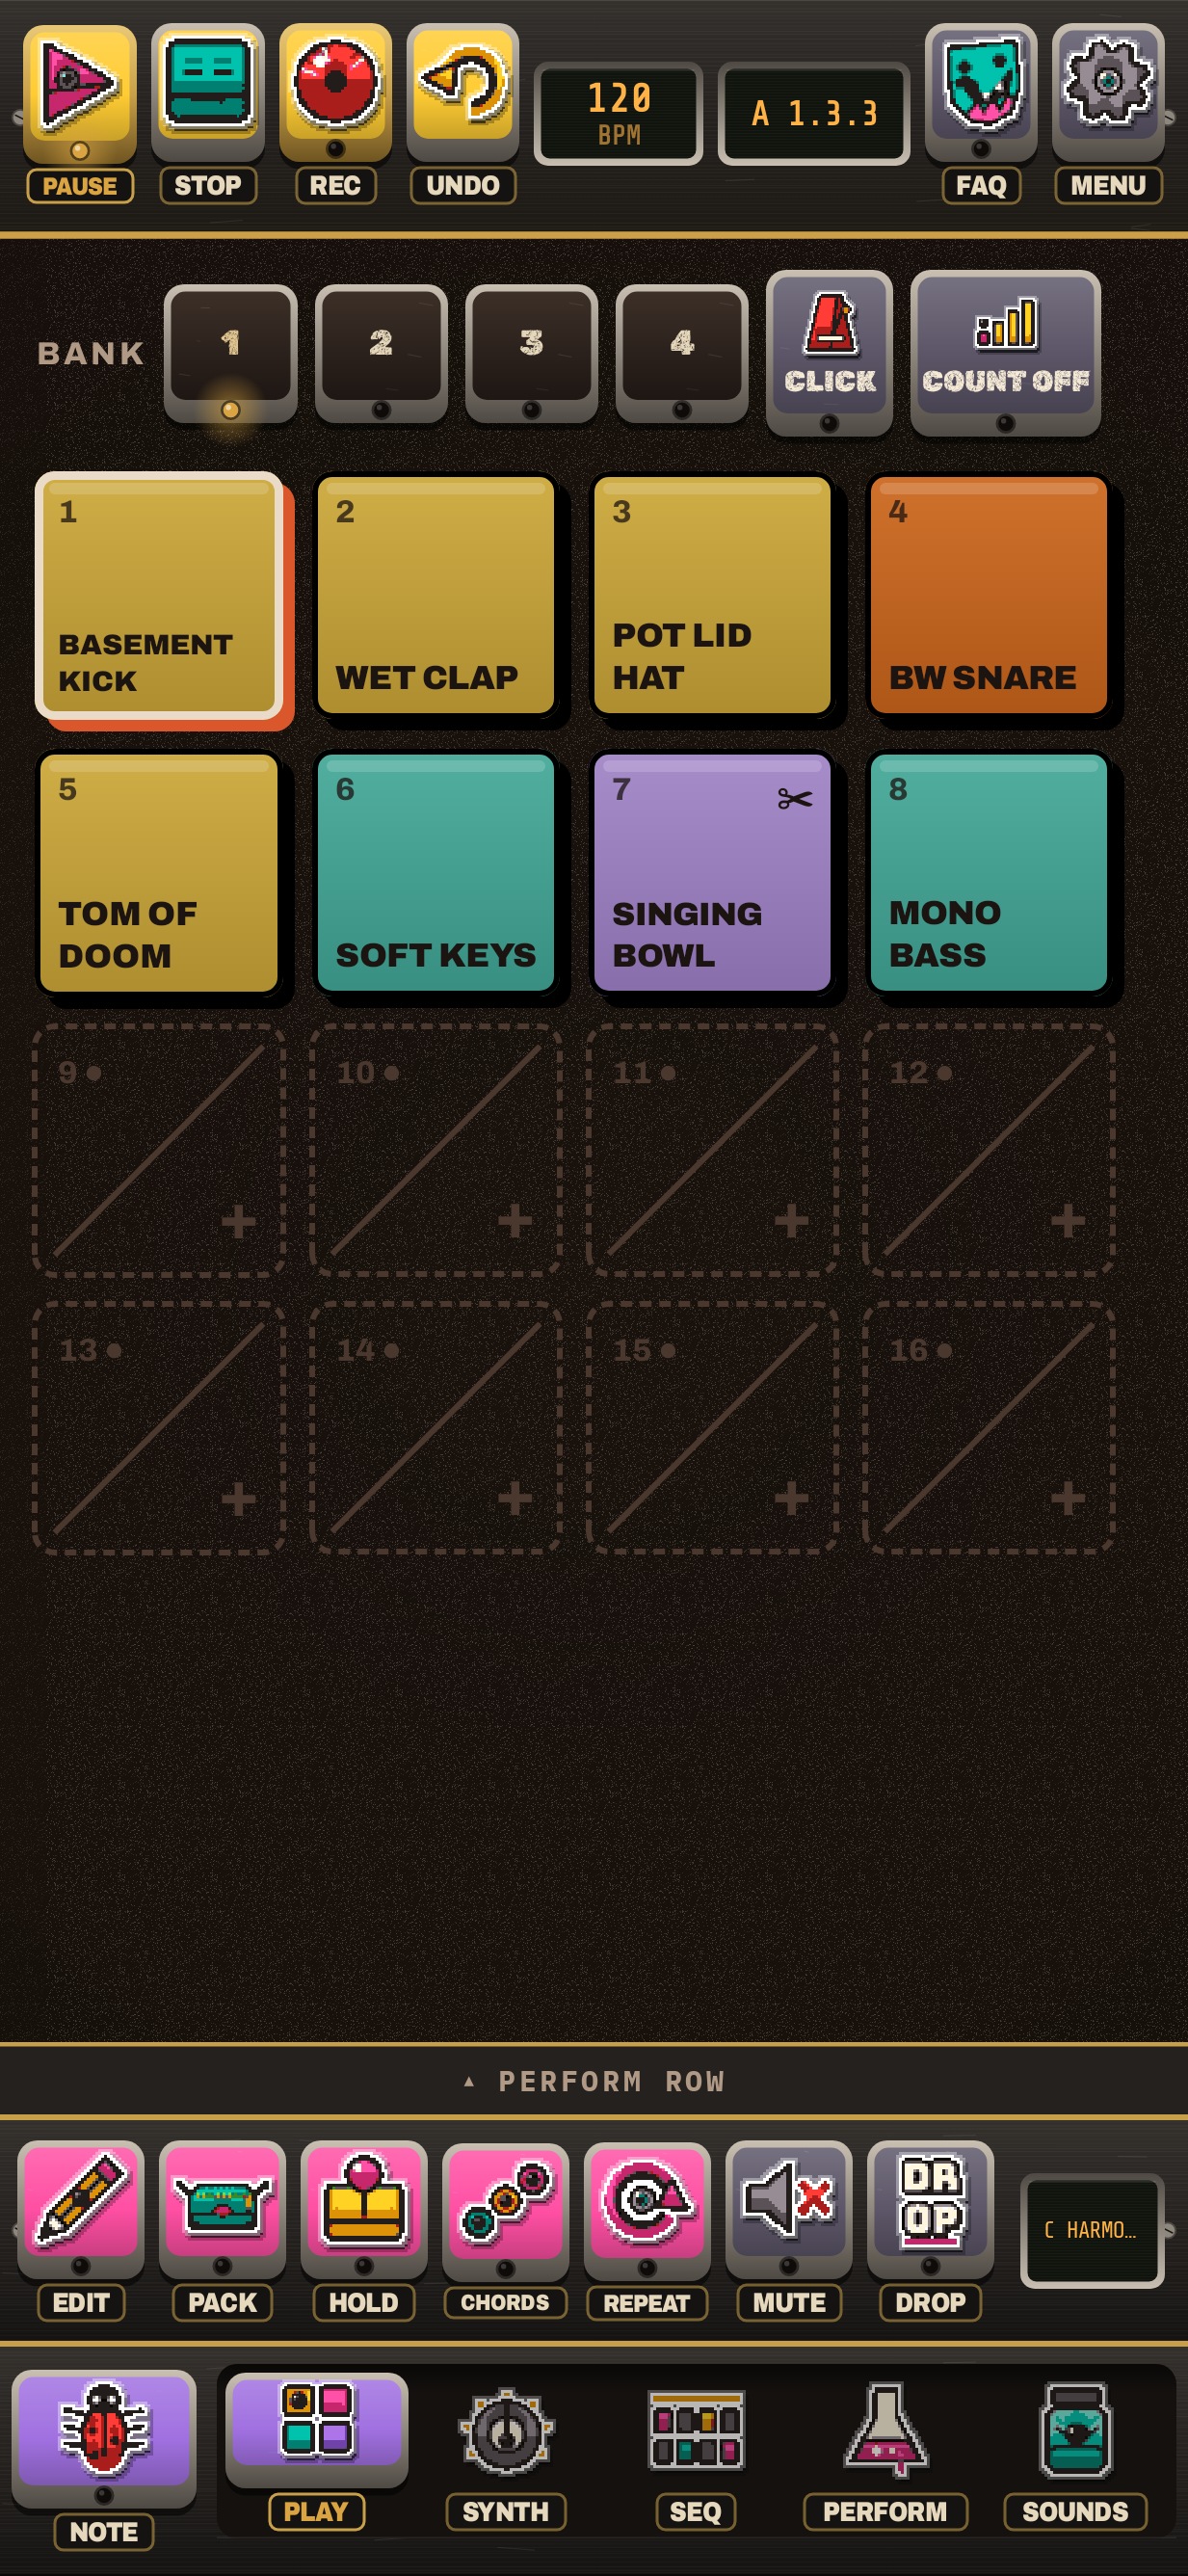 120
BPM
A 1.3.3
PAUSE
STOP
REC
UNDO
FAQ
MENU
BANK
1
2
3
4
CLICK
COUNT OFF
1
BASEMENT
KICK
2
WET CLAP
3
POT LID
HAT
4
BW SNARE
5
TOM OF
DOOM
6
SOFT KEYS
7
SINGING
BOWL
8
MONO
BASS
9
10
11
12
13
14
15
16
▲ PERFORM ROW
DR
OP
C HARMO…
EDIT
PACK
HOLD
CHORDS
REPEAT
MUTE
DROP
NOTE
PLAY
SYNTH
SEQ
PERFORM
SOUNDS